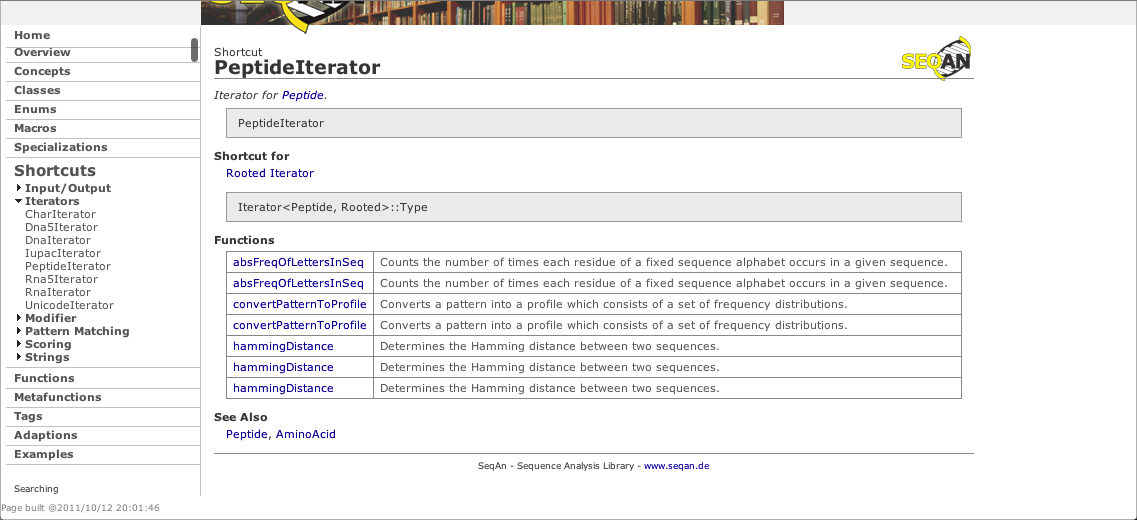 Home
Overview
Concepts
Classes
Enums
Macros
Specializations
Shortcuts
Input/Output
Iterators
CharIterator
Dna5Iterator
DnaIterator
IupacIterator
PeptideIterator
Rna5Iterator
RnaIterator
UnicodeIterator
Modifier
Pattern Matching
Scoring
Strings
Functions
Metafunctions
Tags
Adaptions
Examples
Searching
Page built @2011/10/12 20:01:46
Shortcut
PeptideIterator
SEQAN
Iterator for Peptide.
PeptideIterator
Shortcut for
Rooted Iterator
Iterator<Peptide, Rooted>::Type
Functions
absFreqOfLettersInSeq Counts the number of times each residue of a fixed sequence alphabet occurs in a given sequence.
absFreqOfLettersInSeq Counts the number of times each residue of a fixed sequence alphabet occurs in a given sequence.
convertPatternToProfile Converts a pattern into a profile which consists of a set of frequency distributions.
convertPatternToProfile Converts a pattern into a profile which consists of a set of frequency distributions.
hammingDistance Determines the Hamming distance between two sequences.
hammingDistance Determines the Hamming distance between two sequences.
hammingDistance Determines the Hamming distance between two sequences.
See Also
Peptide, AminoAcid
SeqAn - Sequence Analysis Library - www.seqan.de